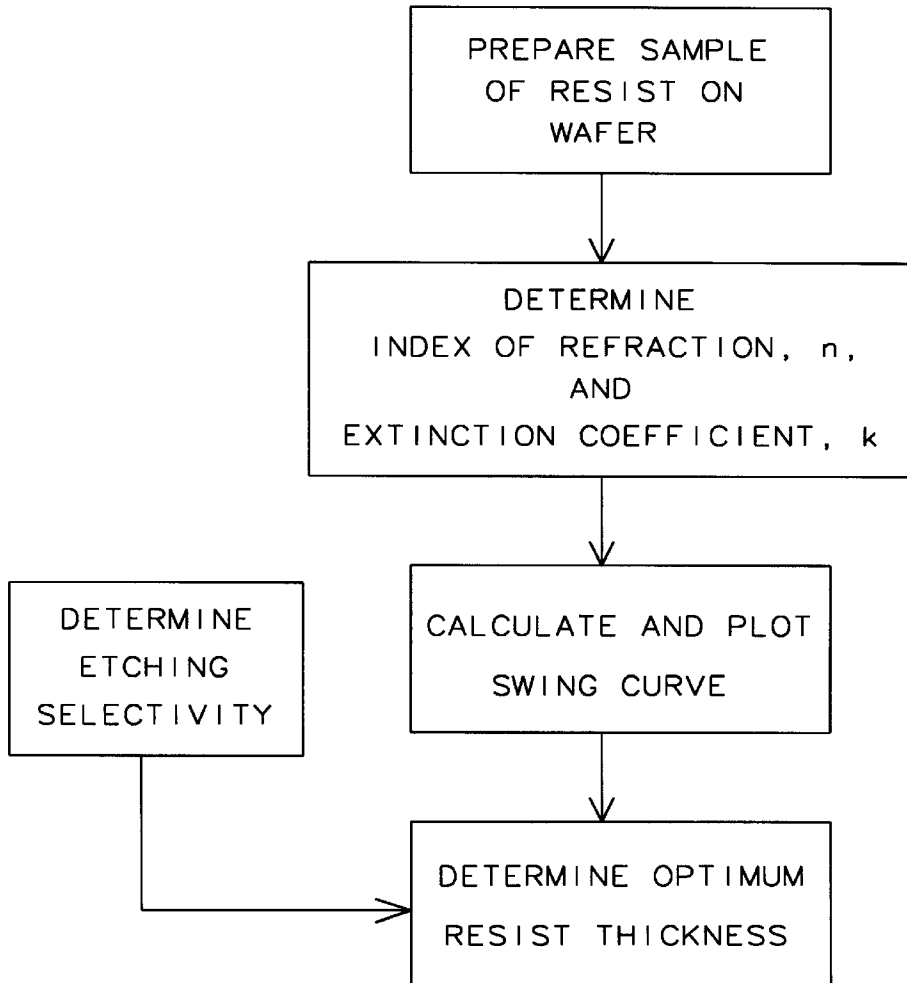 PREPARE SAMPLE
OF RESIST ON
WAFER
DETERMINE
INDEX OF REFRACTION, n,
AND
EXTINCTION COEFFICIENT, k
CALCULATE AND PLOT
SWING CURVE
DETERMINE
ETCHING
SELECTIVITY
DETERMINE OPTIMUM
RESIST THICKNESS